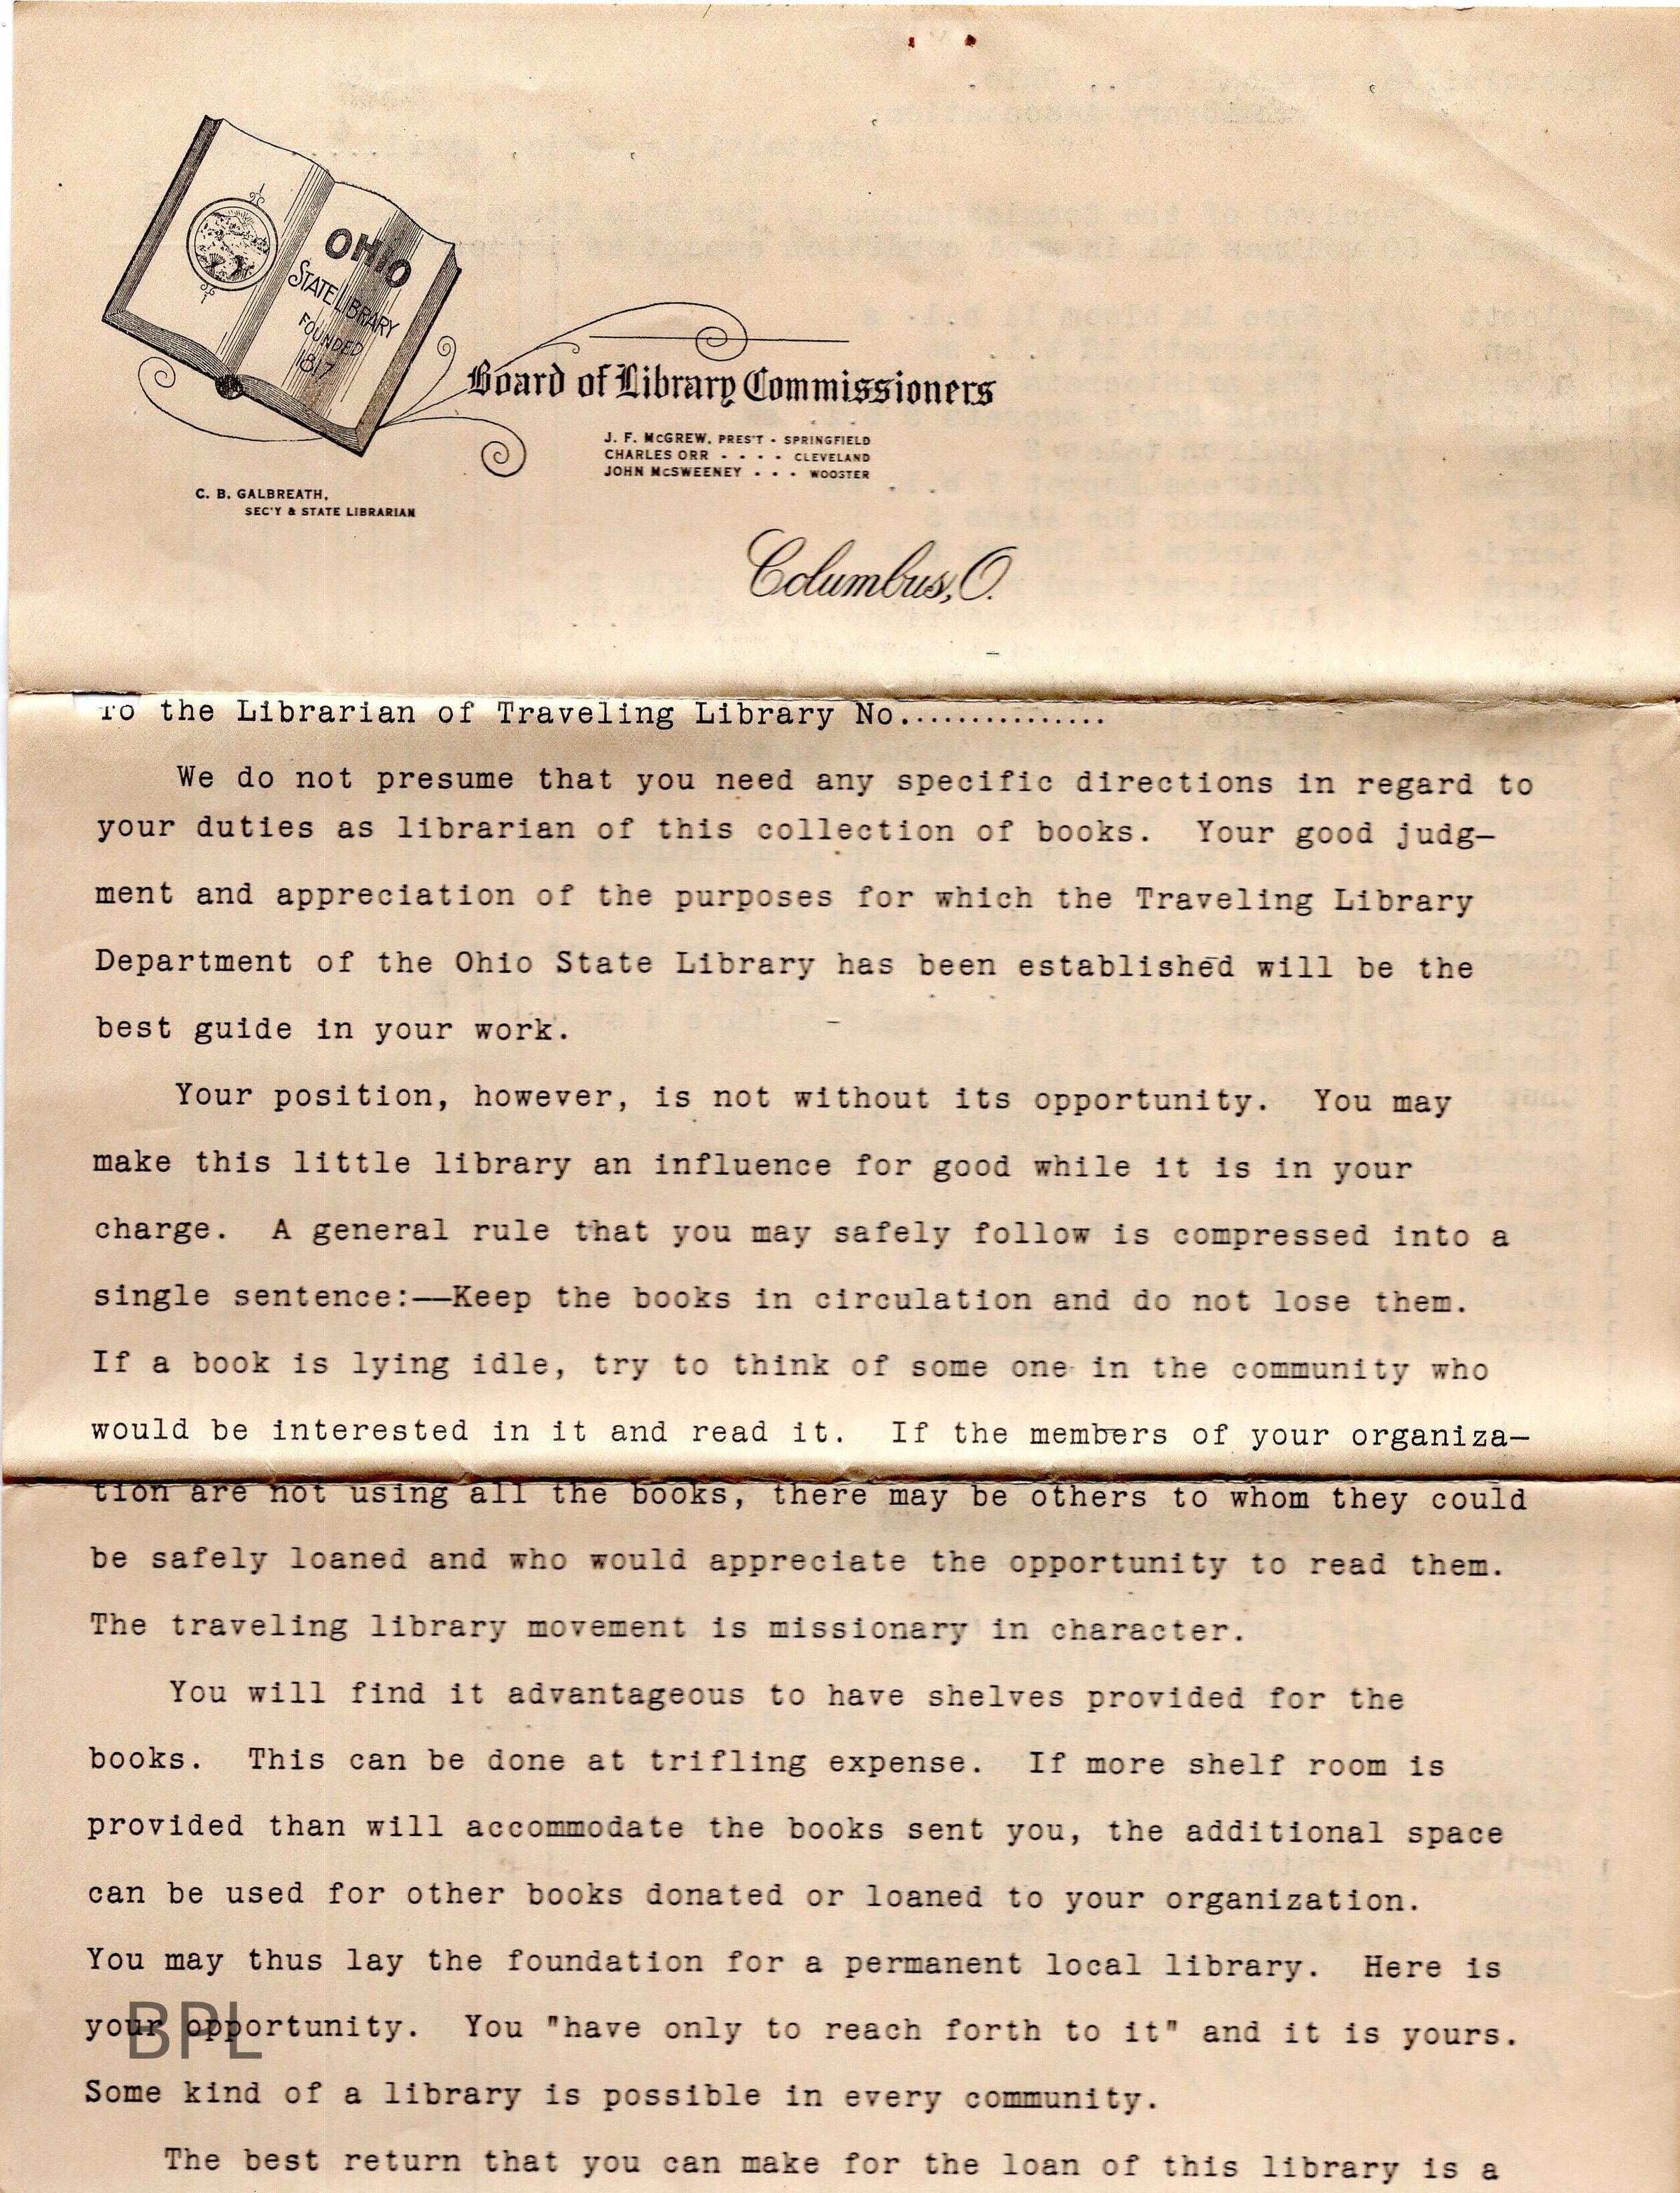 OHIO
STATE LIBRARY
FOUNDED
1817
Board of Library Commissioners
J. F. McGREW, PRES'T - SPRINGFIELD
CHARLES ORR - - - - CLEVELAND
JOHN McSWEENEY - - - WOOSTER
C. B. GALBREATH,
SEC'Y & STATE LIBRARIAN
Columbus, O.
To the Librarian of Traveling Library No...............
We do not presume that you need any specific directions in regard to
your duties as librarian of this collection of books. Your good judg-
ment and appreciation of the purposes for which the Traveling Library
Department of the Ohio State Library has been established will be the
best guide in your work.
Your position, however, is not without its opportunity. You may
make this little library an influence for good while it is in your
charge. A general rule that you may safely follow is compressed into a
single sentence:——Keep the books in circulation and do not lose them.
If a book is lying idle, try to think of some one in the community who
would be interested in it and read it. If the members of your organiza-
tion are not using all the books, there may be others to whom they could
be safely loaned and who would appreciate the opportunity to read them.
The traveling library movement is missionary in character.
You will find it advantageous to have shelves provided for the
books. This can be done at trifling expense. If more shelf room is
provided than will accommodate the books sent you, the additional space
can be used for other books donated or loaned to your organization.
You may thus lay the foundation for a permanent local library. Here is
your opportunity. You "have only to reach forth to it" and it is yours.
BPL
Some kind of a library is possible in every community.
The best return that you can make for the loan of this library is a